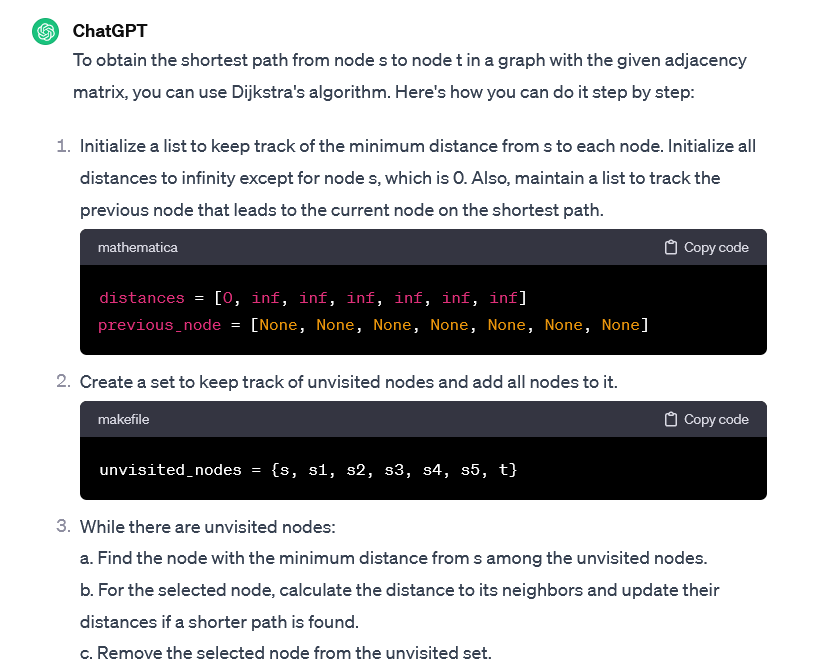 ChatGPT
To obtain the shortest path from node s to node t in a graph with the given adjacency
matrix, you can use Dijkstra's algorithm. Here's how you can do it step by step:
1. Initialize a list to keep track of the minimum distance from s to each node. Initialize all
distances to infinity except for node s, which is 0. Also, maintain a list to track the
previous node that leads to the current node on the shortest path.
mathematica Copy code
distances = [0, inf, inf, inf, inf, inf, inf]
previous_node = [None, None, None, None, None, None, None]
2. Create a set to keep track of unvisited nodes and add all nodes to it.
makefile Copy code
unvisited_nodes = {s, s1, s2, s3, s4, s5, t}
3. While there are unvisited nodes:
a. Find the node with the minimum distance from s among the unvisited nodes.
b. For the selected node, calculate the distance to its neighbors and update their
distances if a shorter path is found.
c. Remove the selected node from the unvisited set.